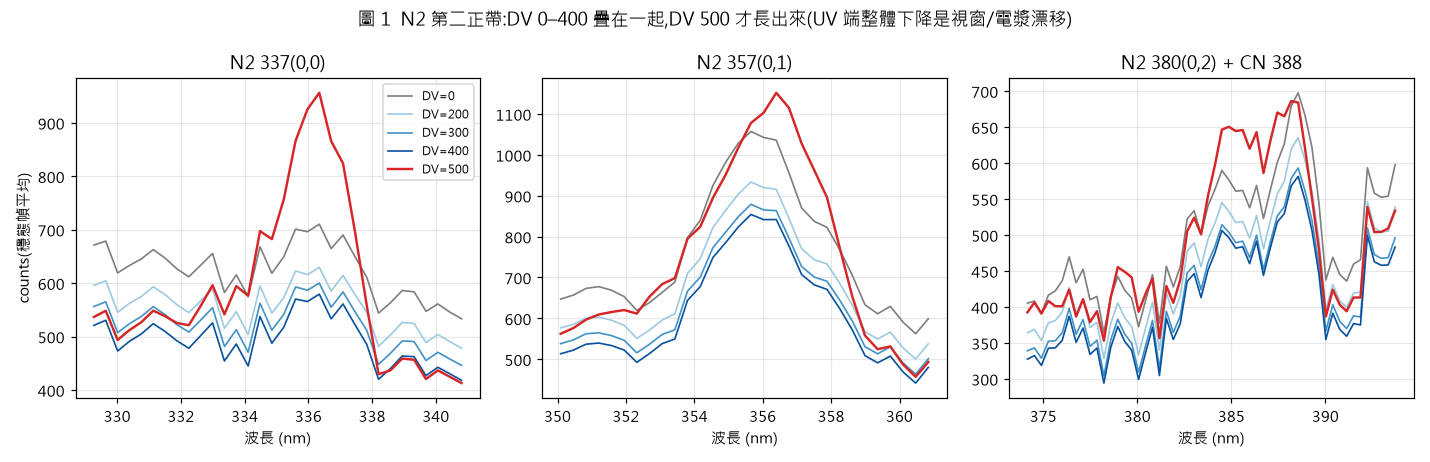 圖 1 N2 第二正帶:DV 0–400 疊在一起,DV 500 才長出來(UV 端整體下降是視窗/電漿漂移)
N2 337(0,0)
N2 357(0,1)
N2 380(0,2) + CN 388
counts(穩態幀平均)
900
800
700
600
500
400
DV=0
DV=200
DV=300
DV=400
DV=500
330
332
334
336
338
340
波長 (nm)
1100
1000
900
800
700
600
500
350
352
354
356
358
360
波長 (nm)
700
650
600
550
500
450
400
350
300
375
380
385
390
波長 (nm)